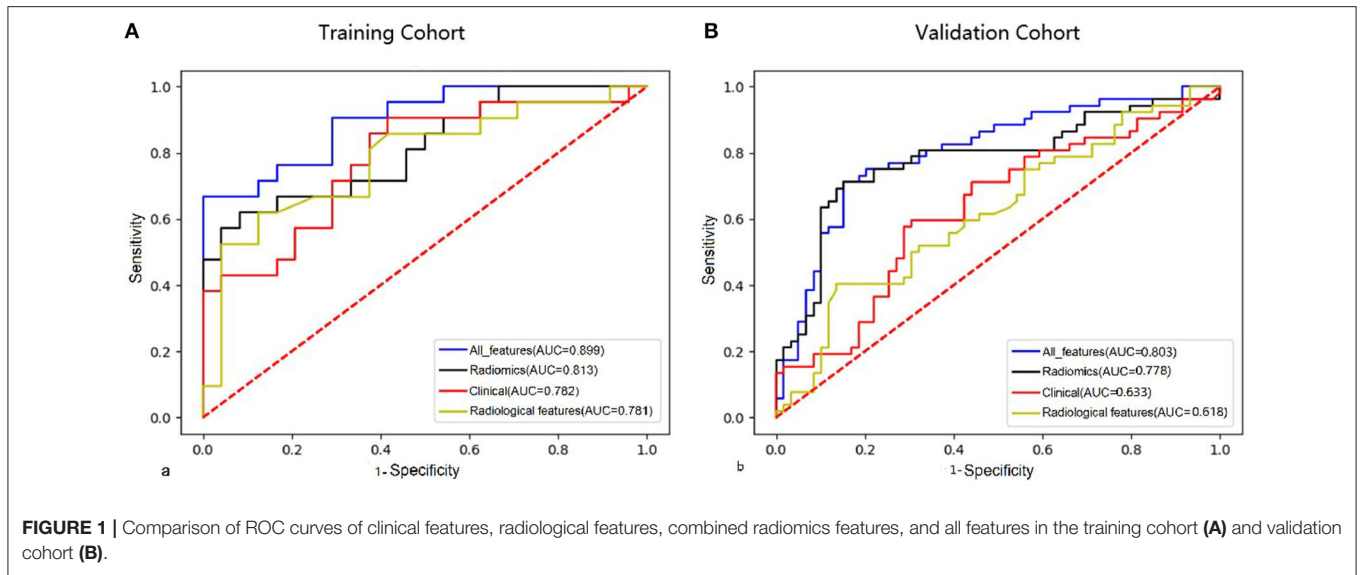 A
Training Cohort
1.0
0.8
0.6
0.4
0.2
0.0
Sensitivity
All_features(AUC=0.899)
Radiomics(AUC=0.813)
Clinical(AUC=0.782)
Radiological features(AUC=0.781)
0.0 0.2 0.4 0.6 0.8 1.0
a
1- Specificity
B
Validation Cohort
1.0
0.8
0.6
0.4
0.2
0.0
Sensitivity
All_features(AUC=0.803)
Radiomics(AUC=0.778)
Clinical(AUC=0.633)
Radiological features(AUC=0.618)
0.0 0.2 0.4 0.6 0.8 1.0
b
1- Specificity
FIGURE 1 | Comparison of ROC curves of clinical features, radiological features, combined radiomics features, and all features in the training cohort (A) and validation
cohort (B).